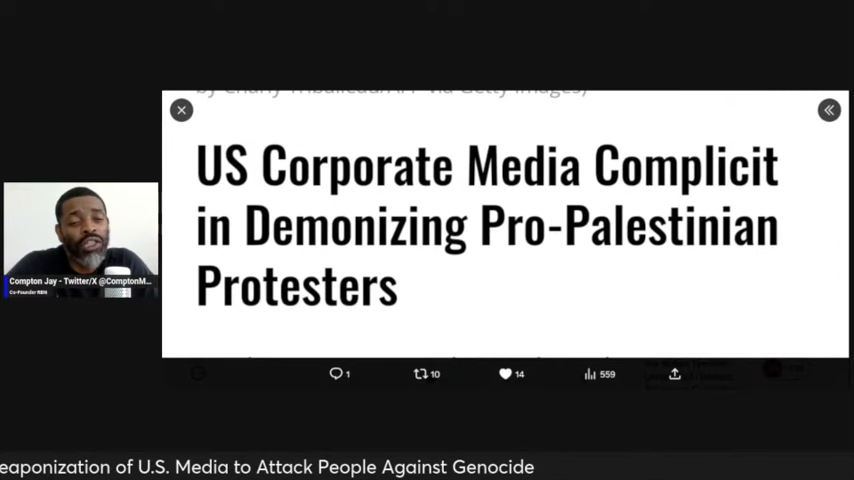 US Corporate Media Complicit
in Demonizing Pro-Palestinian
Protesters
Compton Jay - Twitter/X @ComptonM...
Co-Founder RBN
1
10
14
559
eaponization of U.S. Media to Attack People Against Genocide